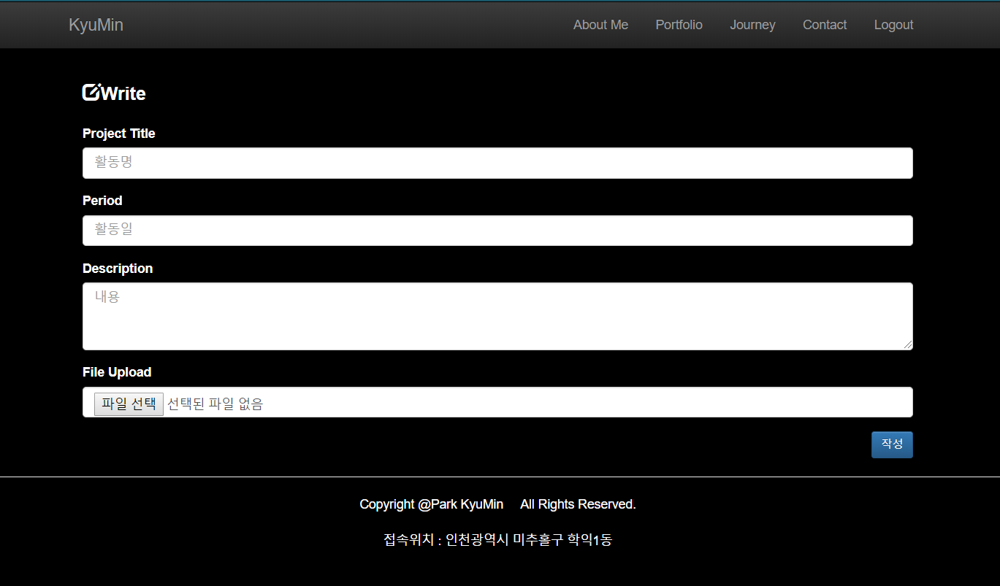 KyuMin About Me Portfolio Journey Contact Logout
Write
Project Title
활동명
Period
활동일
Description
내용
File Upload
파일 선택 선택된 파일 없음
작성
Copyright @Park KyuMin All Rights Reserved.
접속위치 : 인천광역시 미추홀구 학익1동